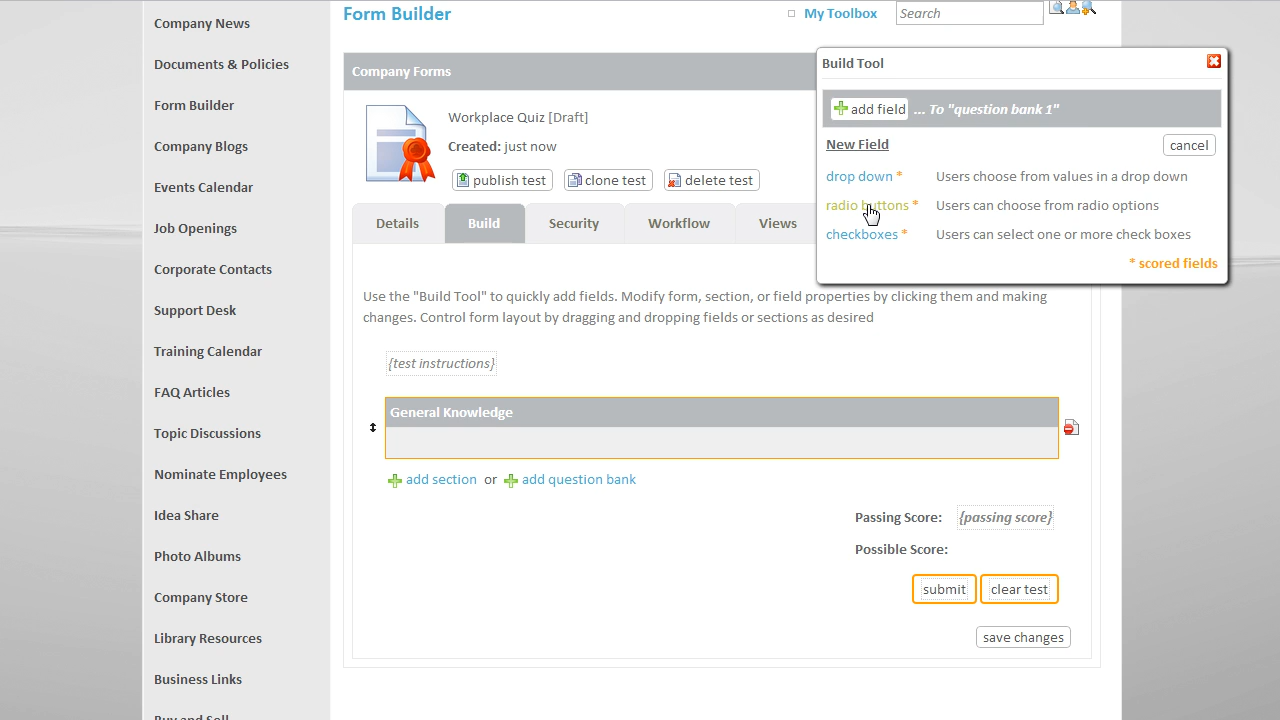 Company News
Documents & Policies
Form Builder
Company Blogs
Events Calendar
Job Openings
Corporate Contacts
Support Desk
Training Calendar
FAQ Articles
Topic Discussions
Nominate Employees
Idea Share
Photo Albums
Company Store
Library Resources
Business Links
Buy and Sell
Form Builder
My Toolbox
Search
Company Forms
Workplace Quiz [Draft]
Created: just now
publish test
clone test
delete test
Details
Build
Security
Workflow
Views
Build Tool
add field ... To "question bank 1"
New Field
cancel
drop down * Users choose from values in a drop down
radio buttons * Users can choose from radio options
checkboxes * Users can select one or more check boxes
* scored fields
Use the "Build Tool" to quickly add fields. Modify form, section, or field properties by clicking them and making
changes. Control form layout by dragging and dropping fields or sections as desired
{test instructions}
General Knowledge
add section or add question bank
Passing Score: {passing score}
Possible Score:
submit
clear test
save changes